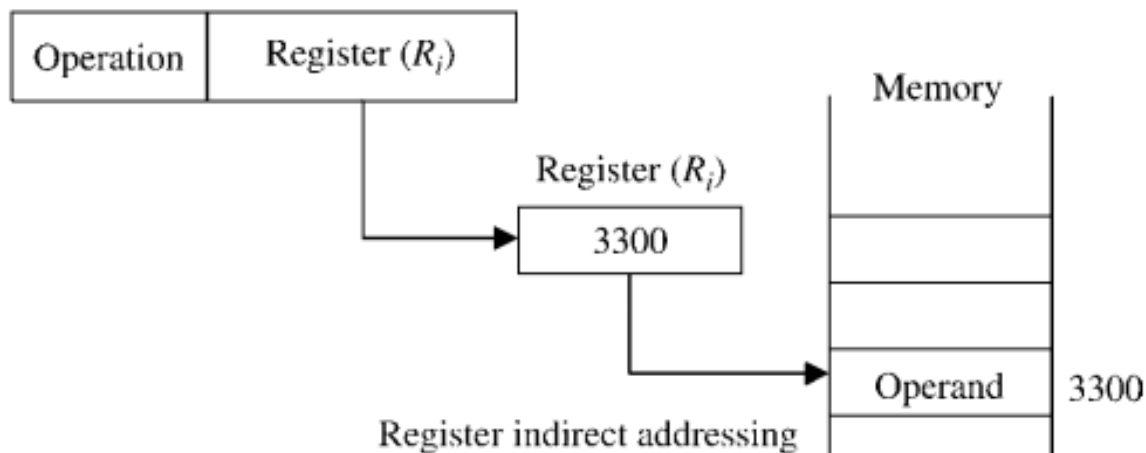 Operation Register (Rᵢ)
Memory
Register (Rᵢ)
3300
Operand 3300
Register indirect addressing